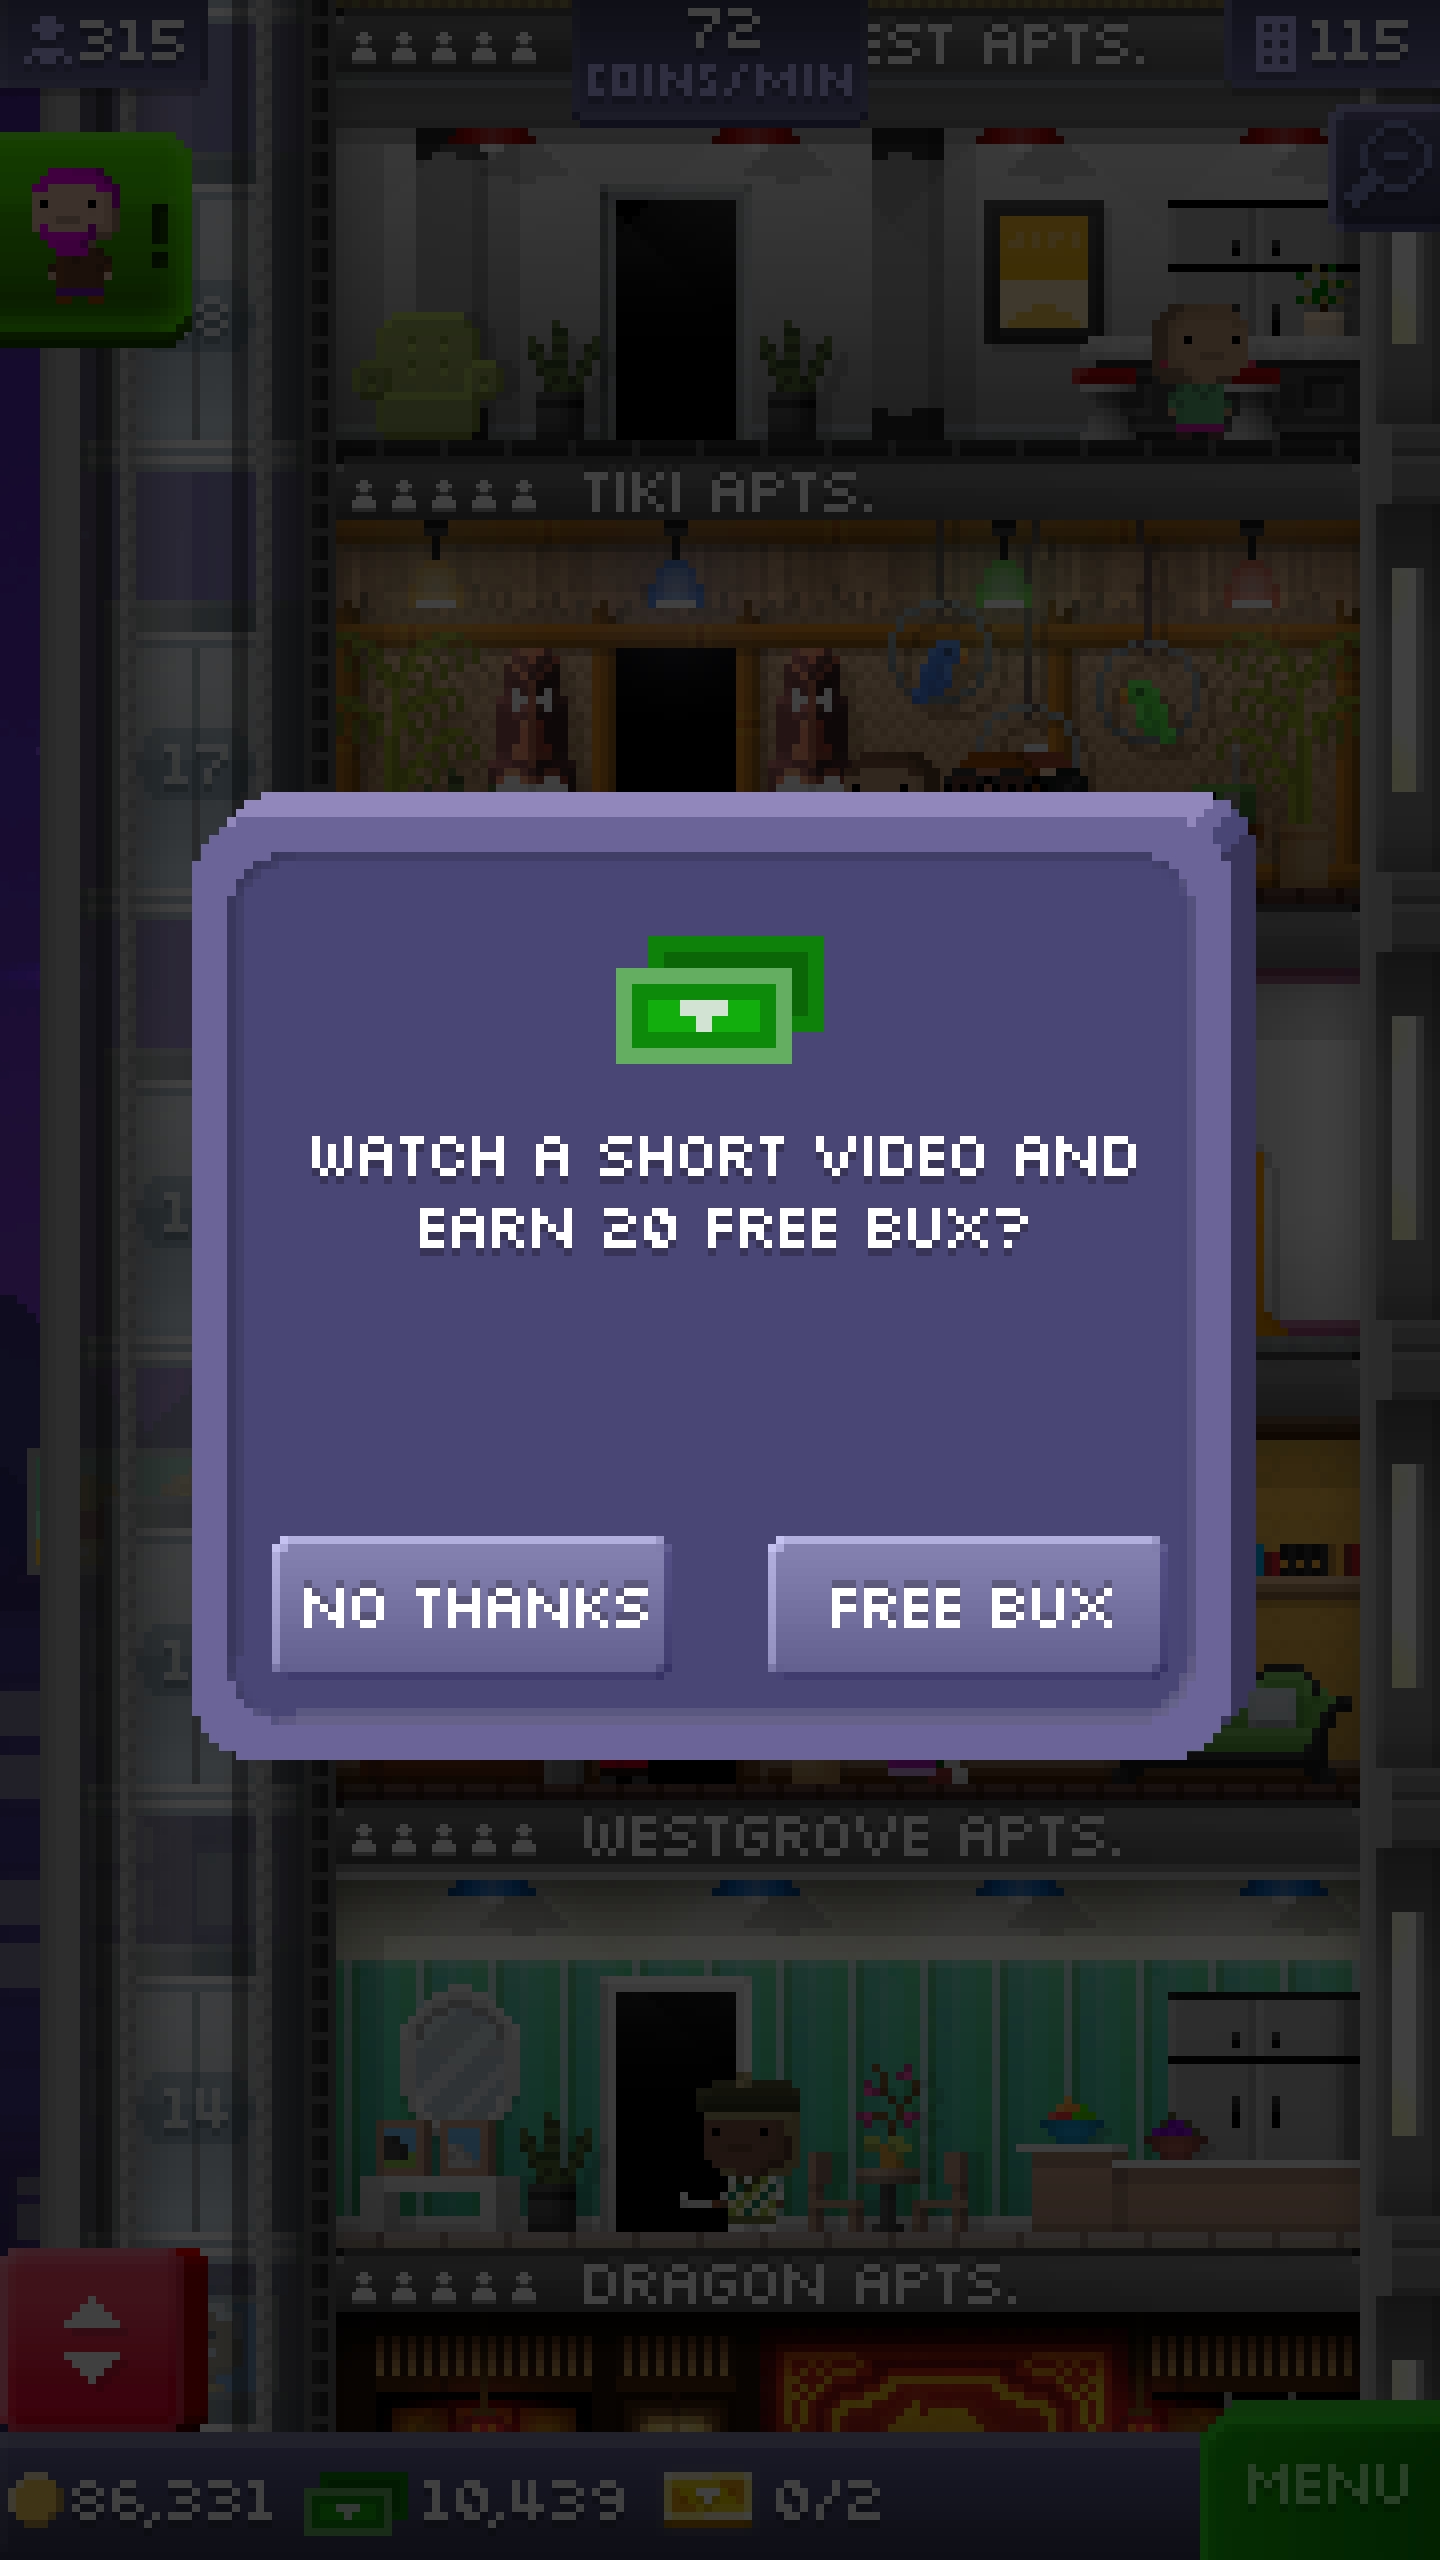 315
72
COINS/MIN
EST APTS.
115
8
TIKI APTS.
17
WATCH A SHORT VIDEO AND
EARN 20 FREE BUX?
NO THANKS
FREE BUX
WESTGROVE APTS.
14
DRAGON APTS.
86,331
10,439
0/2
MENU